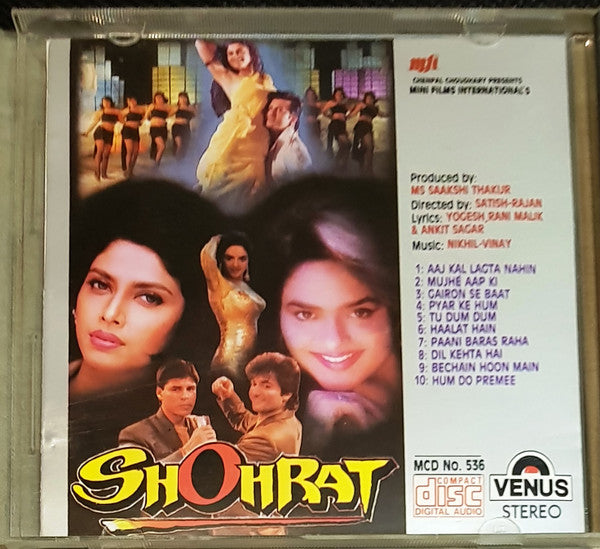 mfi
CHEMPAL CHOUDHARY PRESENTS
MINI FILMS INTERNATIONAL'S
Produced by:
MS SAAKSHI THAKUR
Directed by: SATISH-RAJAN
Lyrics: YOGESH, RANI MALIK
& ANKIT SAGAR
Music: NIKHIL-VINAY
1: AAJ KAL LAGTA NAHIN
2: MUJHE AAP KI
3: GAIRON SE BAAT
4: PYAR KE HUM
5: TU DUM DUM
6: HAALAT HAIN
7: PAANI BARAS RAHA
8: DIL KEHTA HAI
9: BECHAIN HOON MAIN
10: HUM DO PREMEE
SHOHRAT
MCD No. 536
COMPACT
disc
DIGITAL AUDIO
VENUS
STEREO